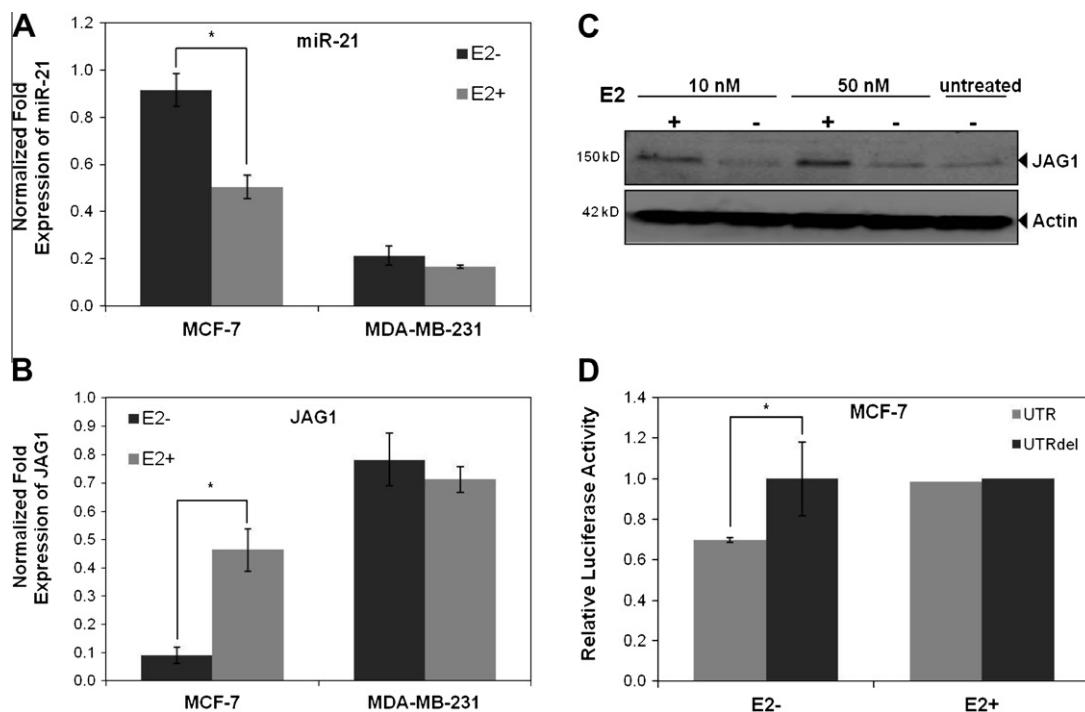 A
miR-21
Normalized Fold
Expression of miR-21
1.2
1.0
0.8
0.6
0.4
0.2
0.0
*
E2-
E2+
MCF-7
MDA-MB-231
B
JAG1
Normalized Fold
Expression of JAG1
1.0
0.9
0.8
0.7
0.6
0.5
0.4
0.3
0.2
0.1
0.0
E2-
E2+
*
MCF-7
MDA-MB-231
C
E2
10 nM
50 nM
untreated
+ - + - -
150 kD
JAG1
42 kD
Actin
D
MCF-7
Relative Luciferase Activity
1.4
1.2
1.0
0.8
0.6
0.4
0.2
0.0
*
UTR
UTRdel
E2-
E2+